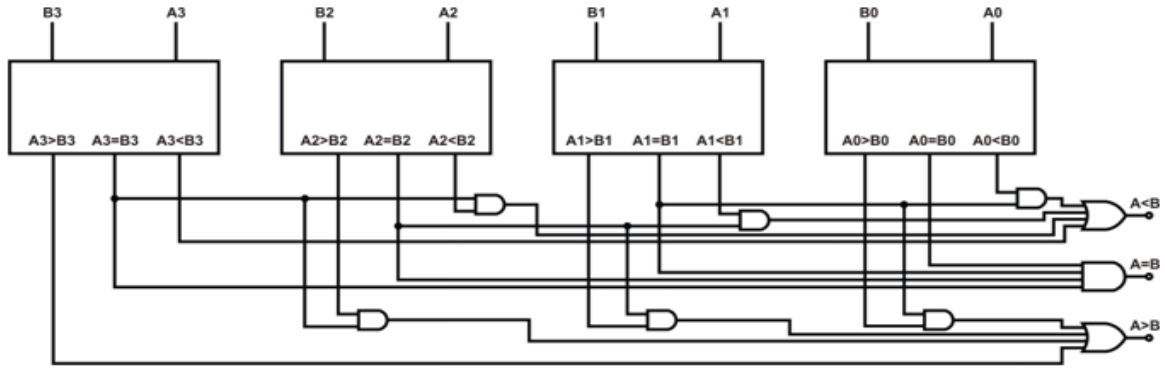 B3 A3 B2 A2 B1 A1 B0 A0
A3>B3 A3=B3 A3<B3 A2>B2 A2=B2 A2<B2 A1>B1 A1=B1 A1<B1 A0>B0 A0=B0 A0<B0
A<B
A=B
A>B